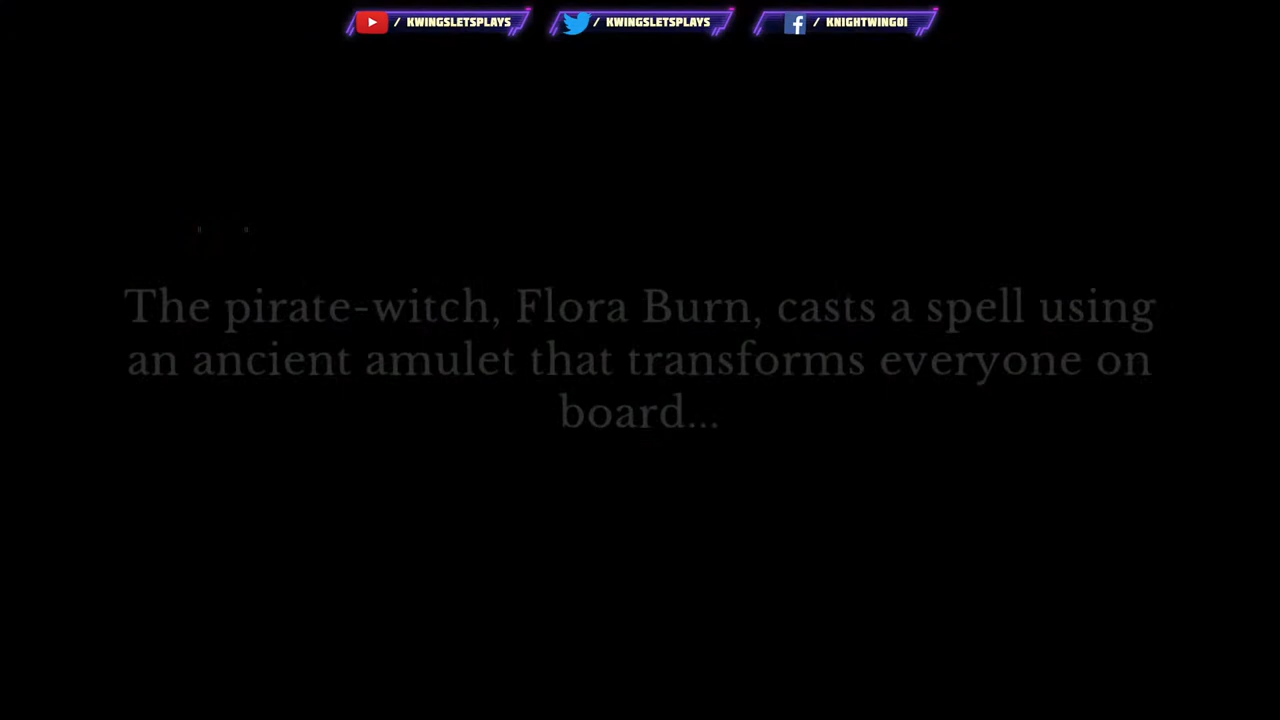 / KWINGSLETSPLAYS / KWINGSLETSPLAYS / KNIGHTWING01
The pirate-witch, Flora Burn, casts a spell using
an ancient amulet that transforms everyone on
board...